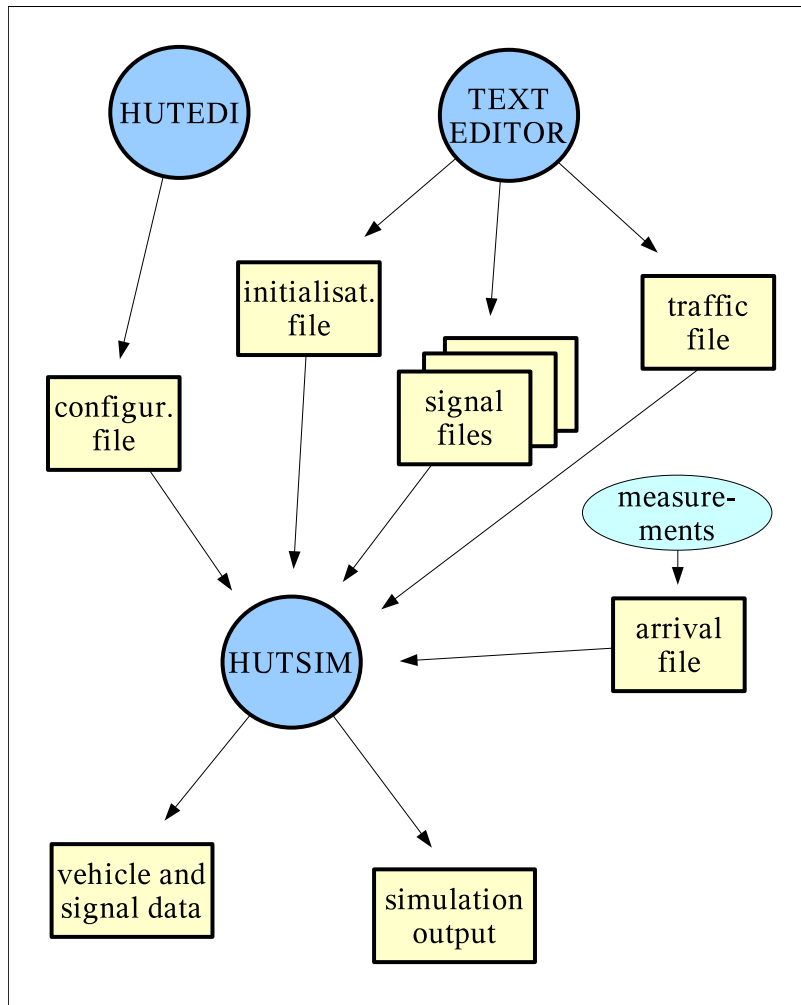 HUTEDI
TEXT
EDITOR
initialisat.
file
traffic
file
configur.
file
signal
files
measure-
ments
arrival
file
HUTSIM
vehicle and
signal data
simulation
output